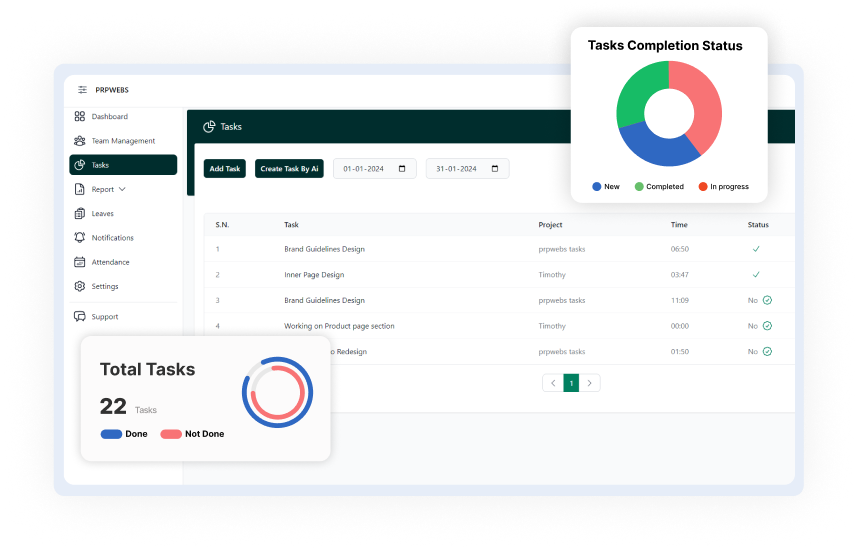 Tasks Completion Status
New Completed In progress
PRPWEBS
Dashboard
Team Management
Tasks
Report
Leaves
Notifications
Attendance
Settings
Support
Tasks
Add Task Create Task By Ai 01-01-2024 31-01-2024
S.N. Task Project Time Status
1 Brand Guidelines Design prpwebs tasks 06:50
2 Inner Page Design Timothy 03:47
3 Brand Guidelines Design prpwebs tasks 11:09 No
4 Working on Product page section Timothy 00:00 No
Redesign prpwebs tasks 01:50 No
1
Total Tasks
22 Tasks
Done Not Done